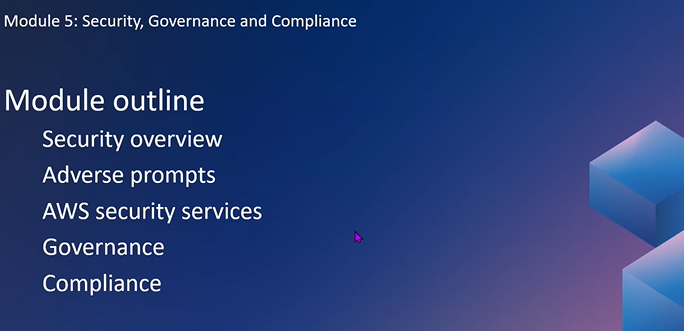 Module 5: Security, Governance and Compliance
Module outline
Security overview
Adverse prompts
AWS security services
Governance
Compliance